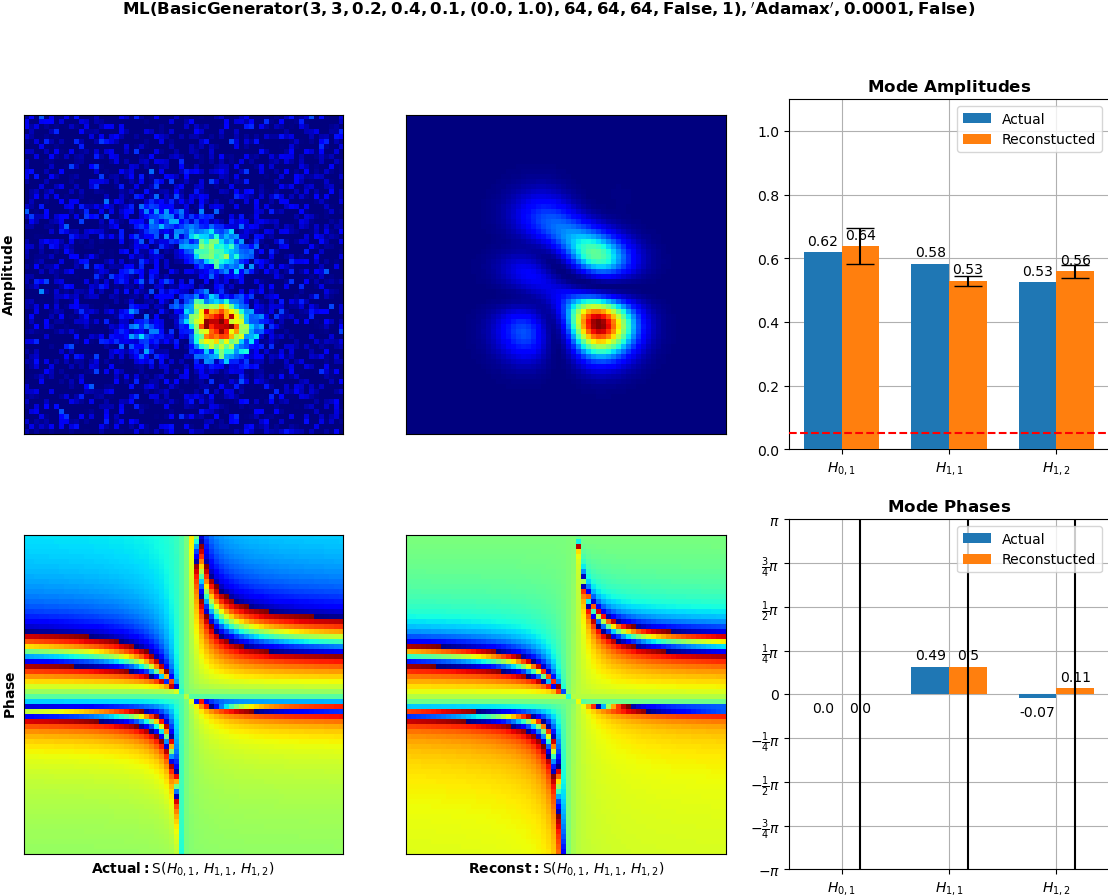 ML(BasicGenerator(3, 3, 0.2, 0.4, 0.1, (0.0, 1.0), 64, 64, 64, False, 1), ′Adamax′, 0.0001, False)
Mode Amplitudes
Actual
Reconstucted
1.0
0.8
0.6
0.4
0.2
0.0
0.62
0.64
0.58
0.53
0.53
0.56
H0,1
H1,1
H1,2
Amplitude
Mode Phases
Actual
Reconstucted
π
3/4π
1/2π
1/4π
0
−1/4π
−1/2π
−3/4π
−π
0.0
0.0
0.49
0.5
-0.07
0.11
H0,1
H1,1
H1,2
Phase
Actual: S(H0,1, H1,1, H1,2)
Reconst: S(H0,1, H1,1, H1,2)